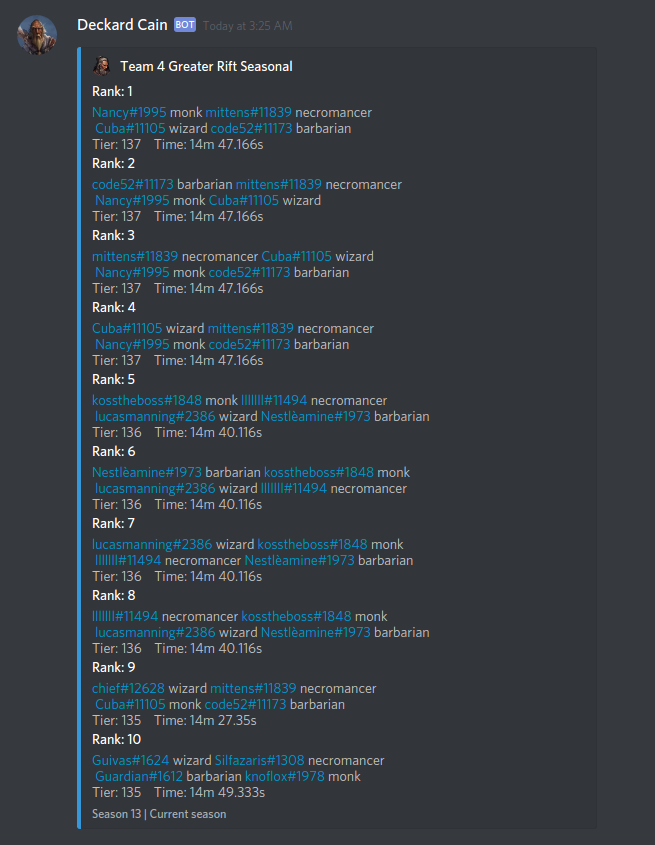 Deckard Cain BOT Today at 3:25 AM
Team 4 Greater Rift Seasonal
Rank: 1
Nancy#1995 monk mittens#11839 necromancer
Cuba#11105 wizard code52#11173 barbarian
Tier: 137 Time: 14m 47.166s
Rank: 2
code52#11173 barbarian mittens#11839 necromancer
Nancy#1995 monk Cuba#11105 wizard
Tier: 137 Time: 14m 47.166s
Rank: 3
mittens#11839 necromancer Cuba#11105 wizard
Nancy#1995 monk code52#11173 barbarian
Tier: 137 Time: 14m 47.166s
Rank: 4
Cuba#11105 wizard mittens#11839 necromancer
Nancy#1995 monk code52#11173 barbarian
Tier: 137 Time: 14m 47.166s
Rank: 5
kosstheboss#1848 monk lllllll#11494 necromancer
lucasmanning#2386 wizard Nestlèamine#1973 barbarian
Tier: 136 Time: 14m 40.116s
Rank: 6
Nestlèamine#1973 barbarian kosstheboss#1848 monk
lucasmanning#2386 wizard lllllll#11494 necromancer
Tier: 136 Time: 14m 40.116s
Rank: 7
lucasmanning#2386 wizard kosstheboss#1848 monk
lllllll#11494 necromancer Nestlèamine#1973 barbarian
Tier: 136 Time: 14m 40.116s
Rank: 8
lllllll#11494 necromancer kosstheboss#1848 monk
lucasmanning#2386 wizard Nestlèamine#1973 barbarian
Tier: 136 Time: 14m 40.116s
Rank: 9
chief#12628 wizard mittens#11839 necromancer
Cuba#11105 monk code52#11173 barbarian
Tier: 135 Time: 14m 27.35s
Rank: 10
Guivas#1624 wizard Silfazaris#1308 necromancer
Guardian#1612 barbarian knoflox#1978 monk
Tier: 135 Time: 14m 49.333s
Season 13 | Current season